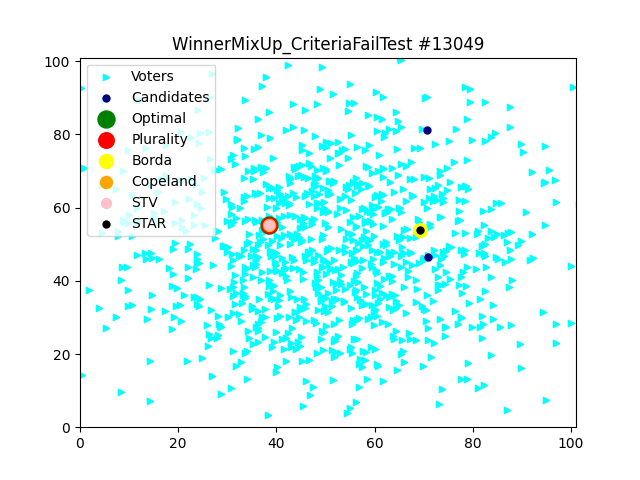 WinnerMixUp_CriteriaFailTest #13049
100
80
60
40
20
0
0
20
40
60
80
100
Voters
Candidates
Optimal
Plurality
Borda
Copeland
STV
STAR